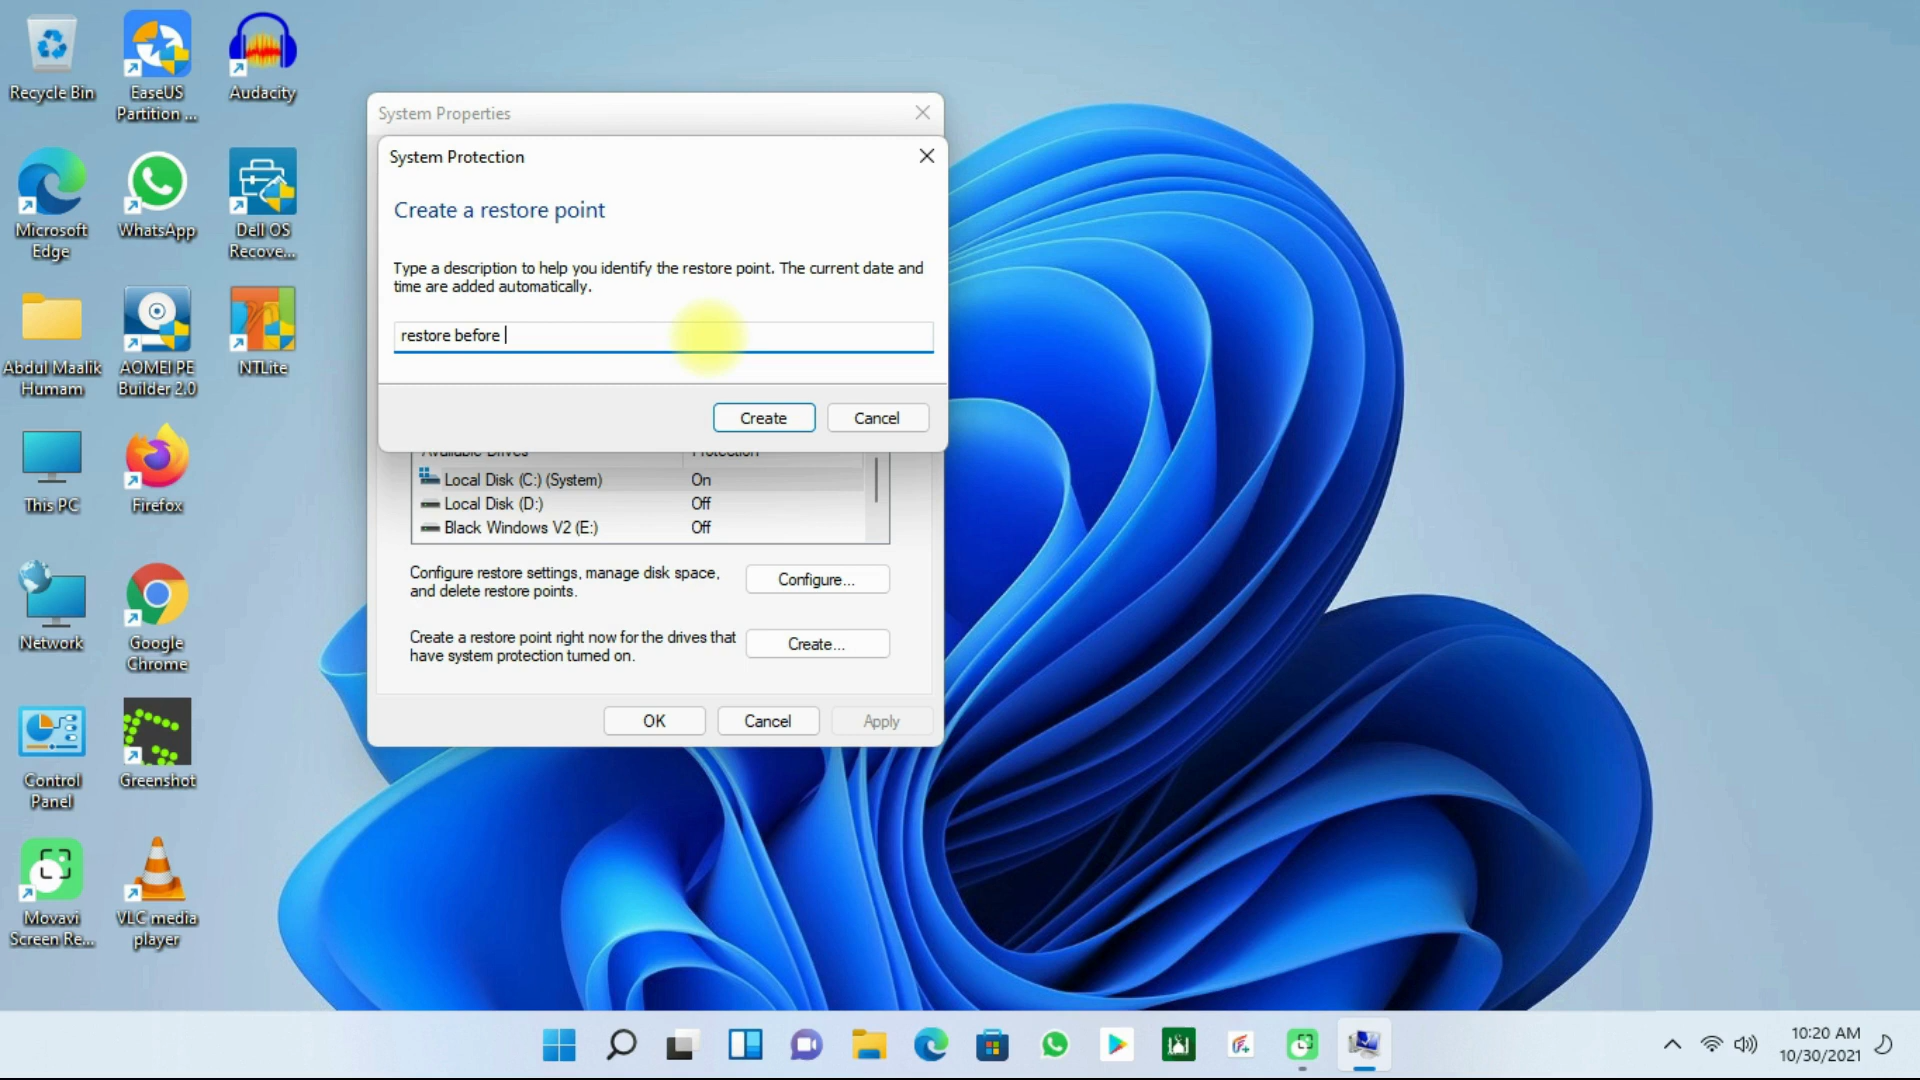 Recycle Bin
EaseUS
Partition ...
Audacity
Microsoft
Edge
WhatsApp
Dell OS
Recove...
Abdul Maalik
Humam
AOMEI PE
Builder 2.0
NTLite
This PC
Firefox
Network
Google
Chrome
Control
Panel
Greenshot
Movavi
Screen Re...
VLC media
player
System Properties
System Protection
Create a restore point
Type a description to help you identify the restore point. The current date and
time are added automatically.
restore before
Create
Cancel
Available Drives
Protection
Local Disk (C:) (System)
On
Local Disk (D:)
Off
Black Windows V2 (E:)
Off
Configure restore settings, manage disk space,
and delete restore points.
Configure...
Create a restore point right now for the drives that
have system protection turned on.
Create...
OK
Cancel
Apply
10:20 AM
10/30/2021